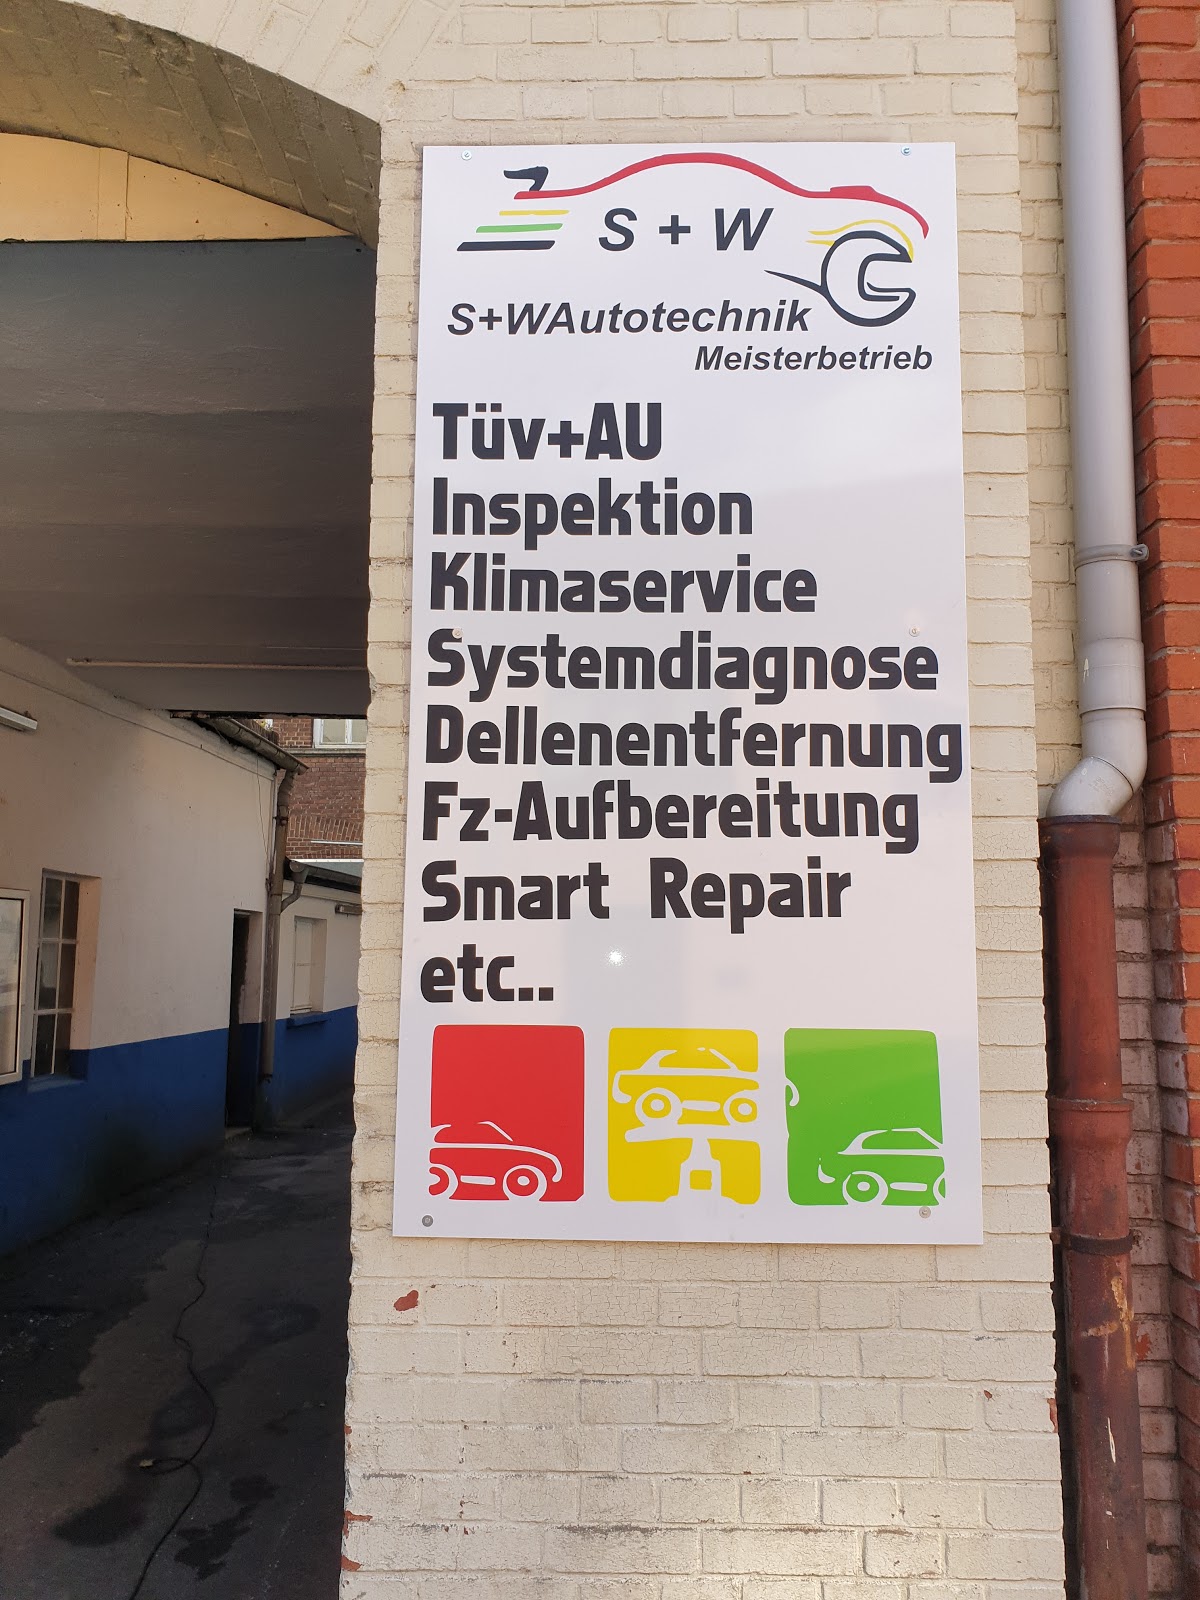 S + W
S+WAutotechnik
Meisterbetrieb
Tüv+AU
Inspektion
Klimaservice
Systemdiagnose
Dellenentfernung
Fz-Aufbereitung
Smart Repair
etc..